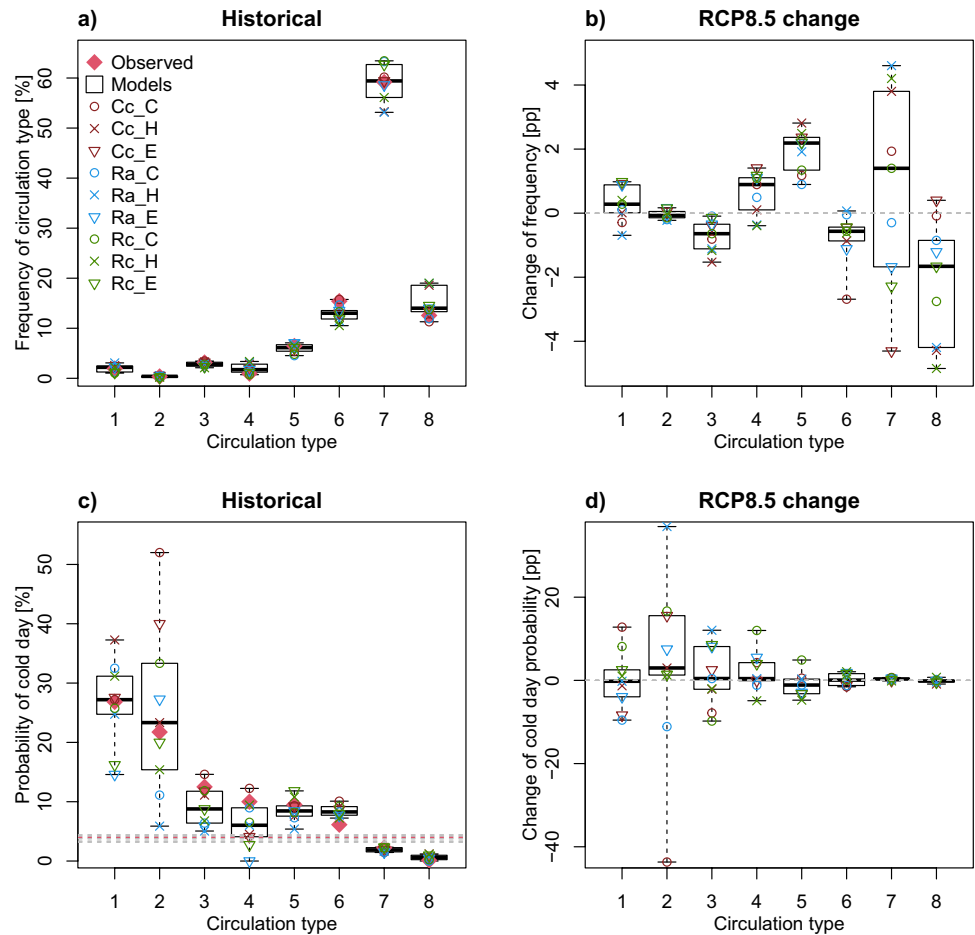 a) Historical
Frequency of circulation type [%]
0 10 20 30 40 50 60
Observed
Models
Cc_C
Cc_H
Cc_E
Ra_C
Ra_H
Ra_E
Rc_C
Rc_H
Rc_E
1 2 3 4 5 6 7 8
Circulation type
b) RCP8.5 change
Change of frequency [pp]
−4 −2 0 2 4
1 2 3 4 5 6 7 8
Circulation type
c) Historical
Probability of cold day [%]
0 10 20 30 40 50
1 2 3 4 5 6 7 8
Circulation type
d) RCP8.5 change
Change of cold day probability [pp]
−40 −20 0 20
1 2 3 4 5 6 7 8
Circulation type